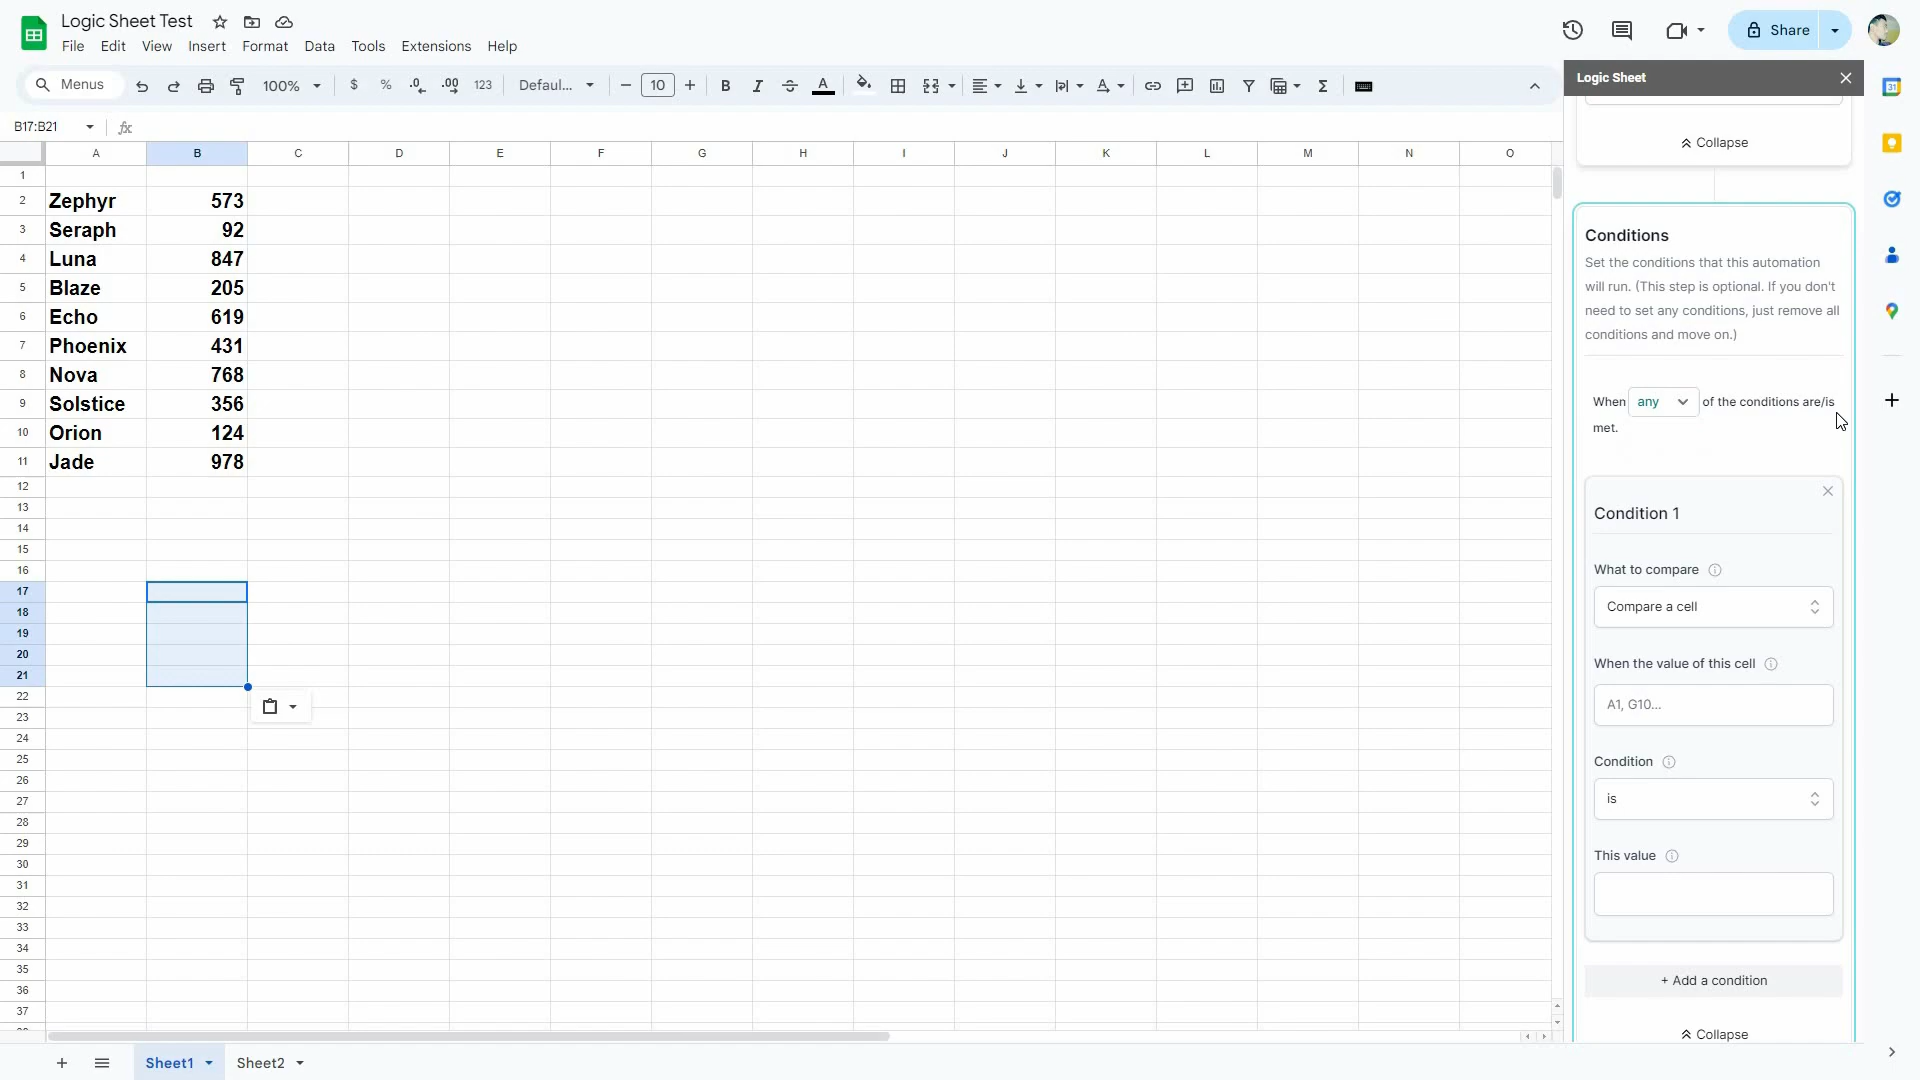 Logic Sheet Test
File Edit View Insert Format Data Tools Extensions Help
Share
Menus 100% $ % .0 .00 123 Defaul... 10 B I A Σ
B17:B21 fx
A B C D E F G H I J K L M N O
1
2 Zephyr 573
3 Seraph 92
4 Luna 847
5 Blaze 205
6 Echo 619
7 Phoenix 431
8 Nova 768
9 Solstice 356
10 Orion 124
11 Jade 978
12
13
14
15
16
17
18
19
20
21
22
23
24
25
26
27
28
29
30
31
32
33
34
35
36
37
Sheet1 Sheet2
Logic Sheet
Collapse
Conditions
Set the conditions that this automation
will run. (This step is optional. If you don't
need to set any conditions, just remove all
conditions and move on.)
When any of the conditions are/is
met.
Condition 1
What to compare
Compare a cell
When the value of this cell
A1, G10...
Condition
is
This value
+ Add a condition
Collapse
31